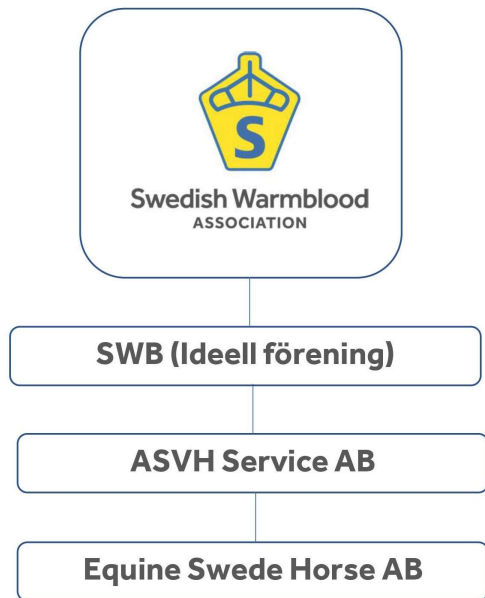 S
Swedish Warmblood
ASSOCIATION
SWB (Ideell förening)
ASVH Service AB
Equine Swede Horse AB